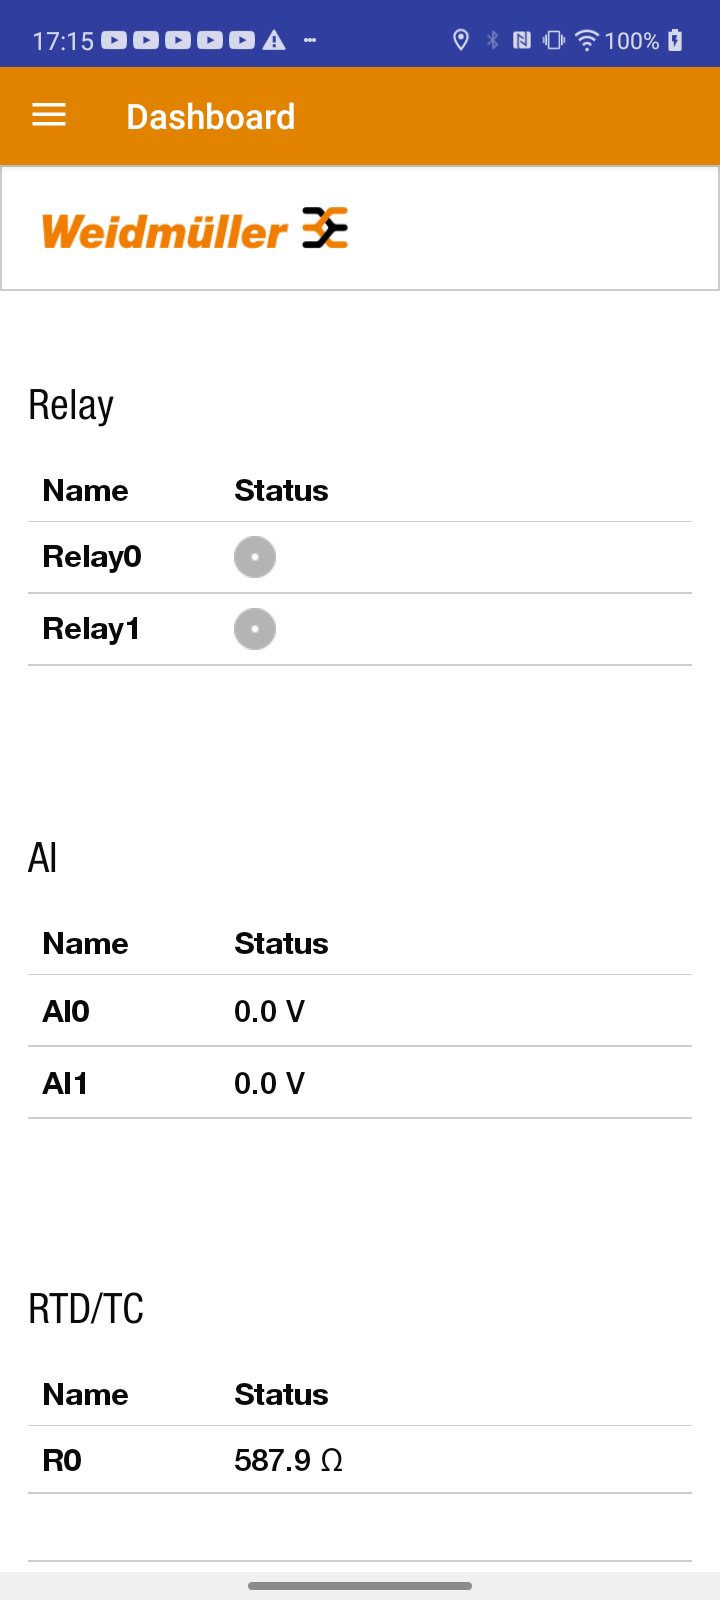 17:15 100%
Dashboard
Weidmüller
Relay
Name Status
Relay0
Relay1
AI
Name Status
AI0 0.0 V
AI1 0.0 V
RTD/TC
Name Status
R0 587.9 Ω